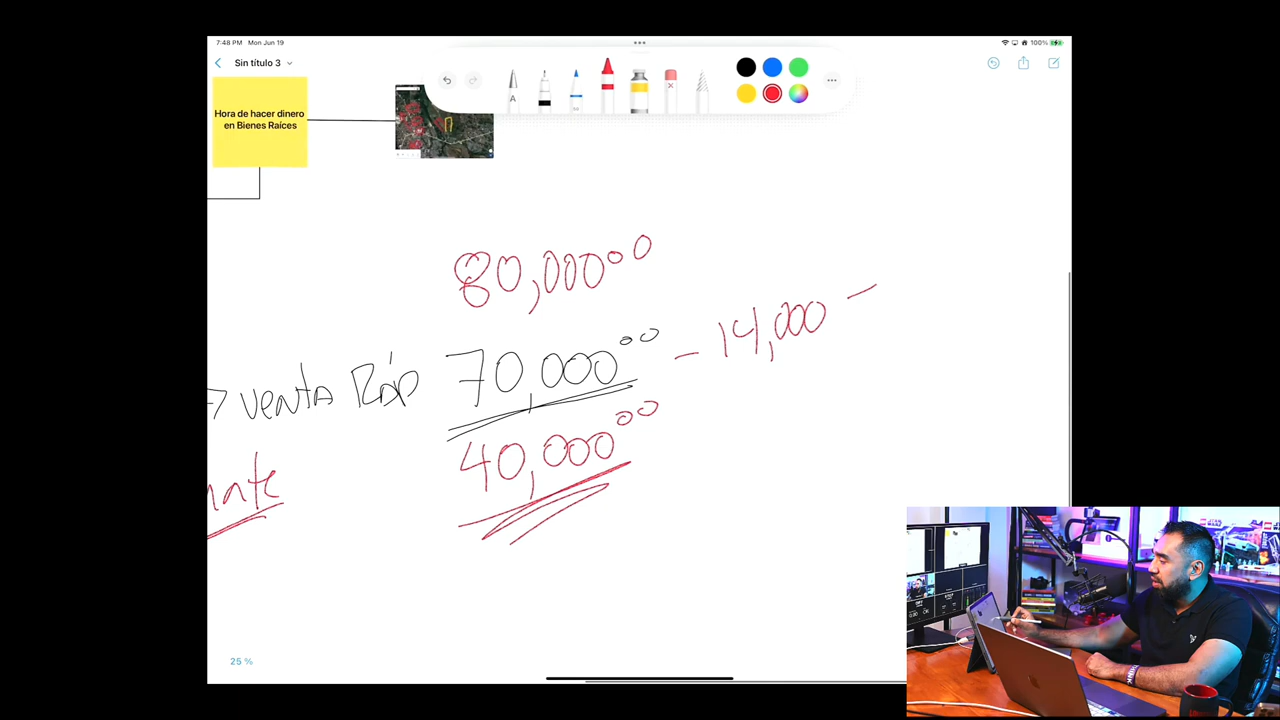 7:48 PM Mon Jun 19
100%
Sin título 3
Hora de hacer dinero
en Bienes Raíces
80,000⁰⁰
70,000⁰⁰ – 14,000 –
→ venta Ráp
40,000⁰⁰
nate
25 %